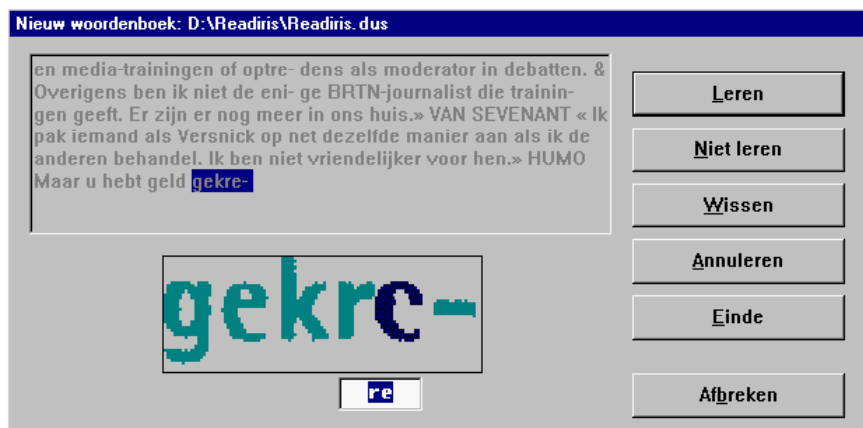 Nieuw woordenboek: D:\Readiris\Readiris.dus
en media-trainingen of optre- dens als moderator in debatten. &
Overigens ben ik niet de eni- ge BRTN-journalist die trainin-
gen geeft. Er zijn er nog meer in ons huis.» VAN SEVENANT « Ik
pak iemand als Versnick op net dezelfde manier aan als ik de
anderen behandel. Ik ben niet vriendelijker voor hen.» HUMO
Maar u hebt geld gekre-
Leren
Niet leren
Wissen
Annuleren
Einde
Afbreken
gekrc-
re